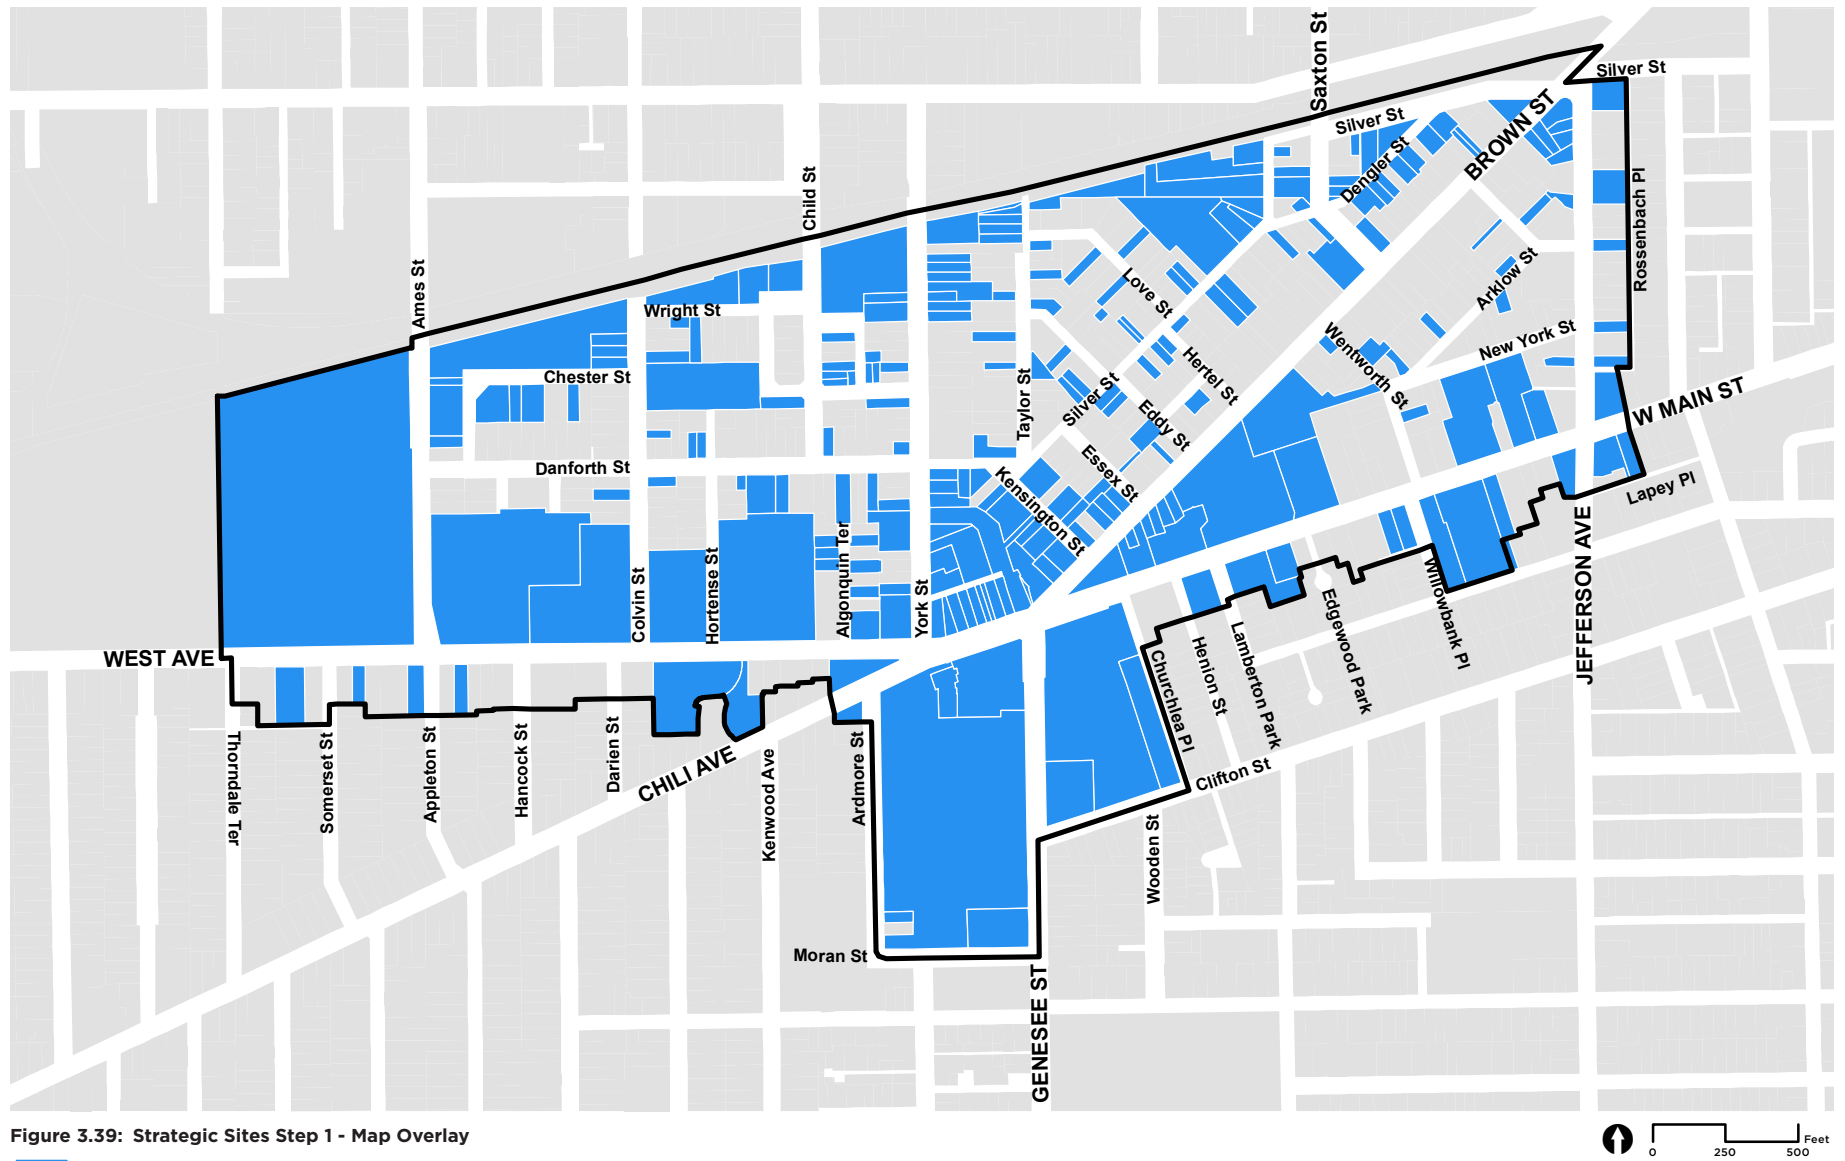 Saxton St
Silver St
Silver St
BROWN ST
Dengler St
Child St
Rossenbach Pl
Ames St
Love St
Arklow St
Wright St
Wentworth St
New York St
Hertel St
Chester St
Taylor St
Silver St
Eddy St
W MAIN ST
Danforth St
Essex St
Kensington St
Lapey Pl
Colvin St
Hortense St
Algonquin Ter
York St
Edgewood Park
Willowbank Pl
JEFFERSON AVE
WEST AVE
Churchlea Pl
Henion St
Lamberton Park
Thorndale Ter
Somerset St
Appleton St
Hancock St
Darien St
CHILI AVE
Kenwood Ave
Ardmore St
Clifton St
Wooden St
Moran St
GENESEE ST
Figure 3.39: Strategic Sites Step 1 - Map Overlay
Feet
0 250 500